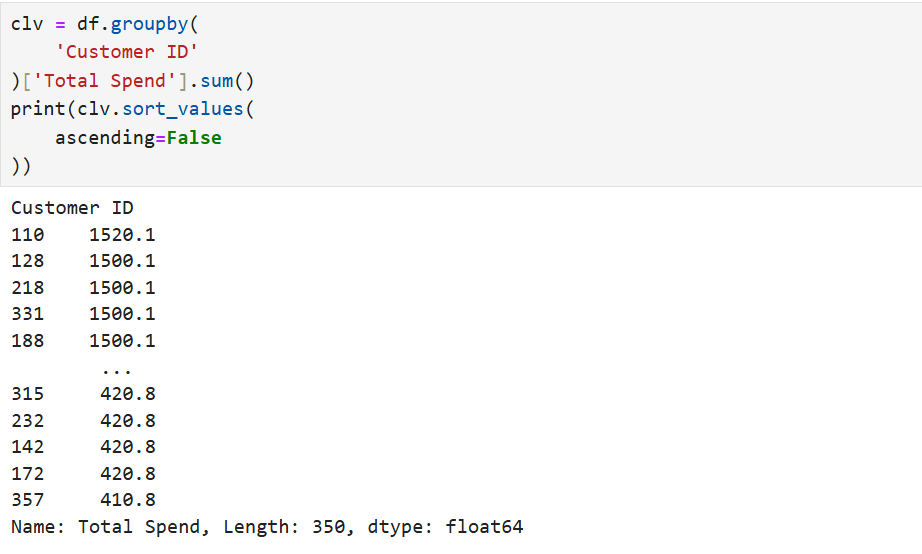 clv = df.groupby(
    'Customer ID'
)['Total Spend'].sum()
print(clv.sort_values(
    ascending=False
))
Customer ID
110    1520.1
128    1500.1
218    1500.1
331    1500.1
188    1500.1
        ...
315     420.8
232     420.8
142     420.8
172     420.8
357     410.8
Name: Total Spend, Length: 350, dtype: float64